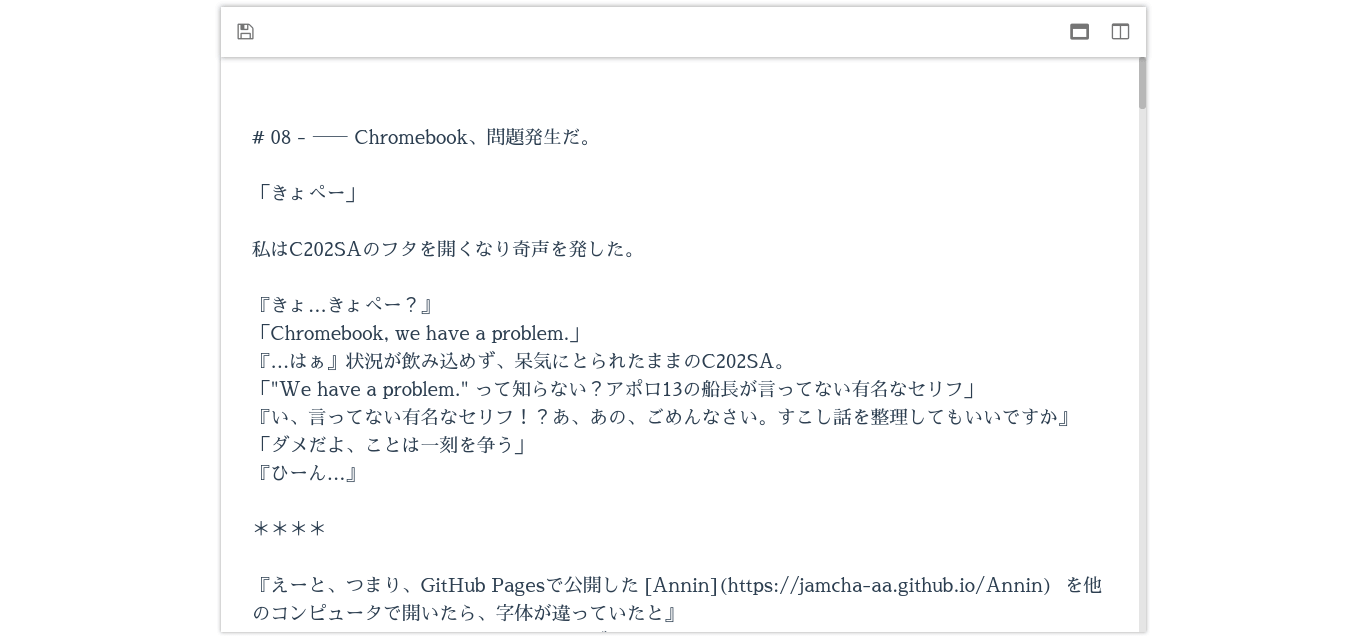 # 08 - ―― Chromebook、問題発生だ。
「きょぺー」
私はC202SAのフタを開くなり奇声を発した。
『きょ…きょぺー？』
「Chromebook, we have a problem.」
『…はぁ』状況が飲み込めず、呆気にとられたままのC202SA。
「"We have a problem." って知らない？アポロ13の船長が言ってない有名なセリフ」
『い、言ってない有名なセリフ！？あ、あの、ごめんなさい。すこし話を整理してもいいですか』
「ダメだよ、ことは一刻を争う」
『ひーん…』
＊＊＊＊
『えーと、つまり、GitHub Pagesで公開した [Annin](https://jamcha-aa.github.io/Annin)　を他
のコンピュータで開いたら、字体が違っていたと』